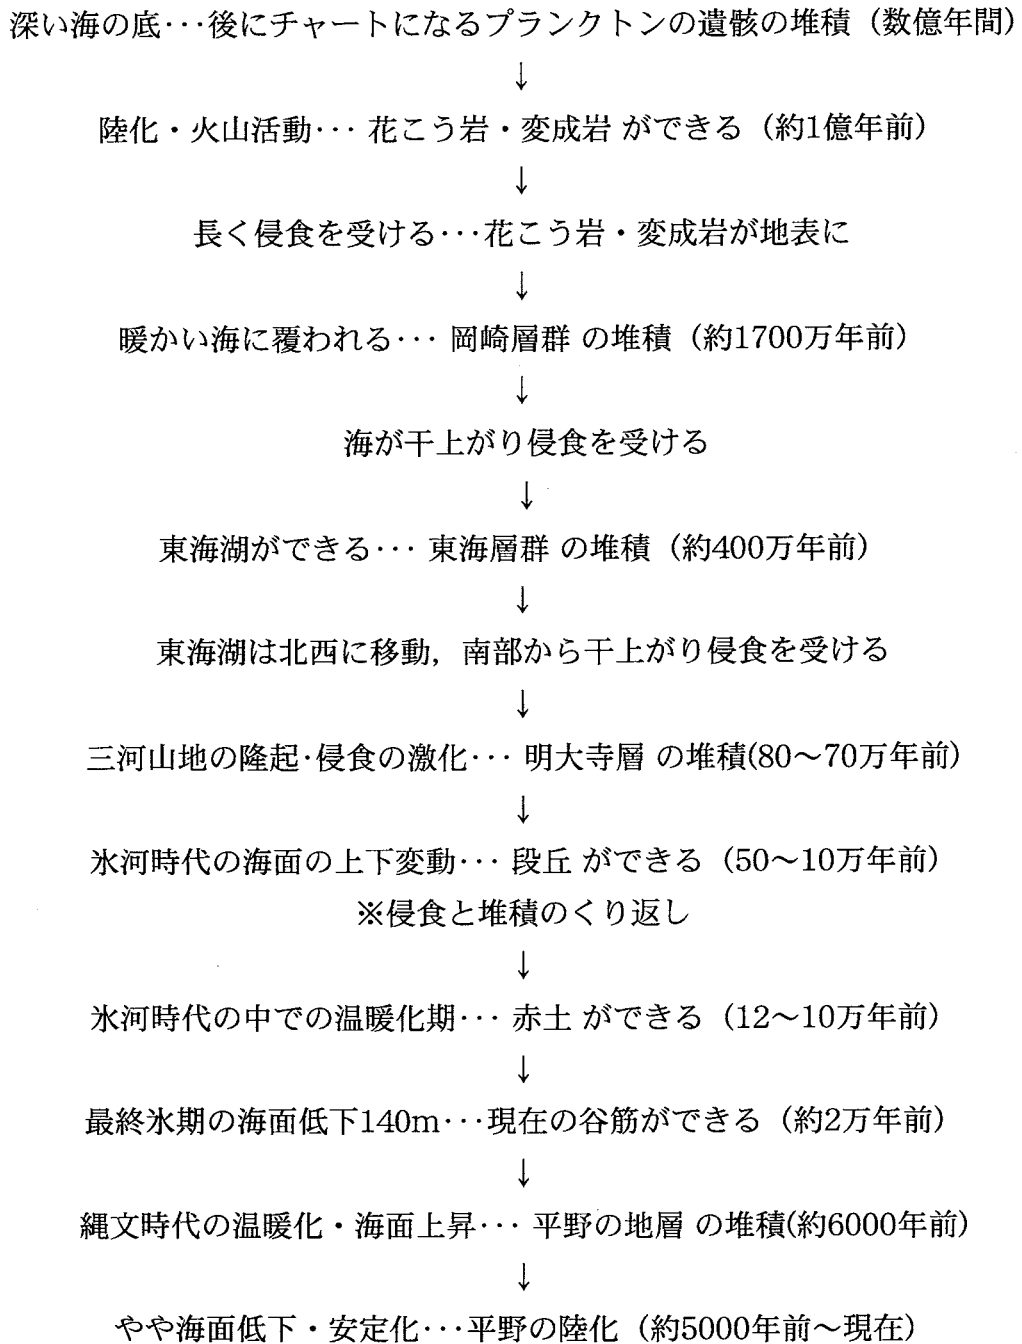 深い海の底･･･後にチャートになるプランクトンの遺骸の堆積（数億年間）
↓
陸化・火山活動･･･ 花こう岩・変成岩 ができる（約1億年前）
↓
長く侵食を受ける･･･花こう岩・変成岩が地表に
↓
暖かい海に覆われる･･･ 岡崎層群 の堆積（約1700万年前）
↓
海が干上がり侵食を受ける
↓
東海湖ができる･･･ 東海層群 の堆積（約400万年前）
↓
東海湖は北西に移動，南部から干上がり侵食を受ける
↓
三河山地の隆起･侵食の激化･･･ 明大寺層 の堆積(80～70万年前)
↓
氷河時代の海面の上下変動･･･ 段丘 ができる（50～10万年前）
※侵食と堆積のくり返し
↓
氷河時代の中での温暖化期･･･ 赤土 ができる（12～10万年前）
↓
最終氷期の海面低下140m･･･現在の谷筋ができる（約2万年前）
↓
縄文時代の温暖化・海面上昇･･･ 平野の地層 の堆積(約6000年前)
↓
やや海面低下・安定化･･･平野の陸化（約5000年前～現在）